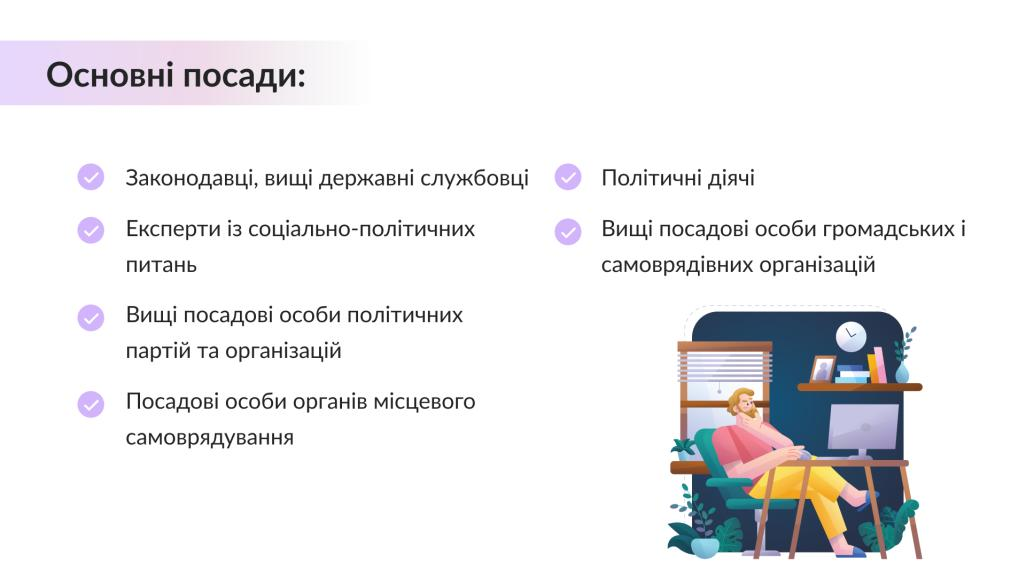 Основні посади:
Законодавці, вищі державні службовці
Експерти із соціально-політичних
питань
Вищі посадові особи політичних
партій та організацій
Посадові особи органів місцевого
самоврядування
Політичні діячі
Вищі посадові особи громадських і
самоврядівних організацій